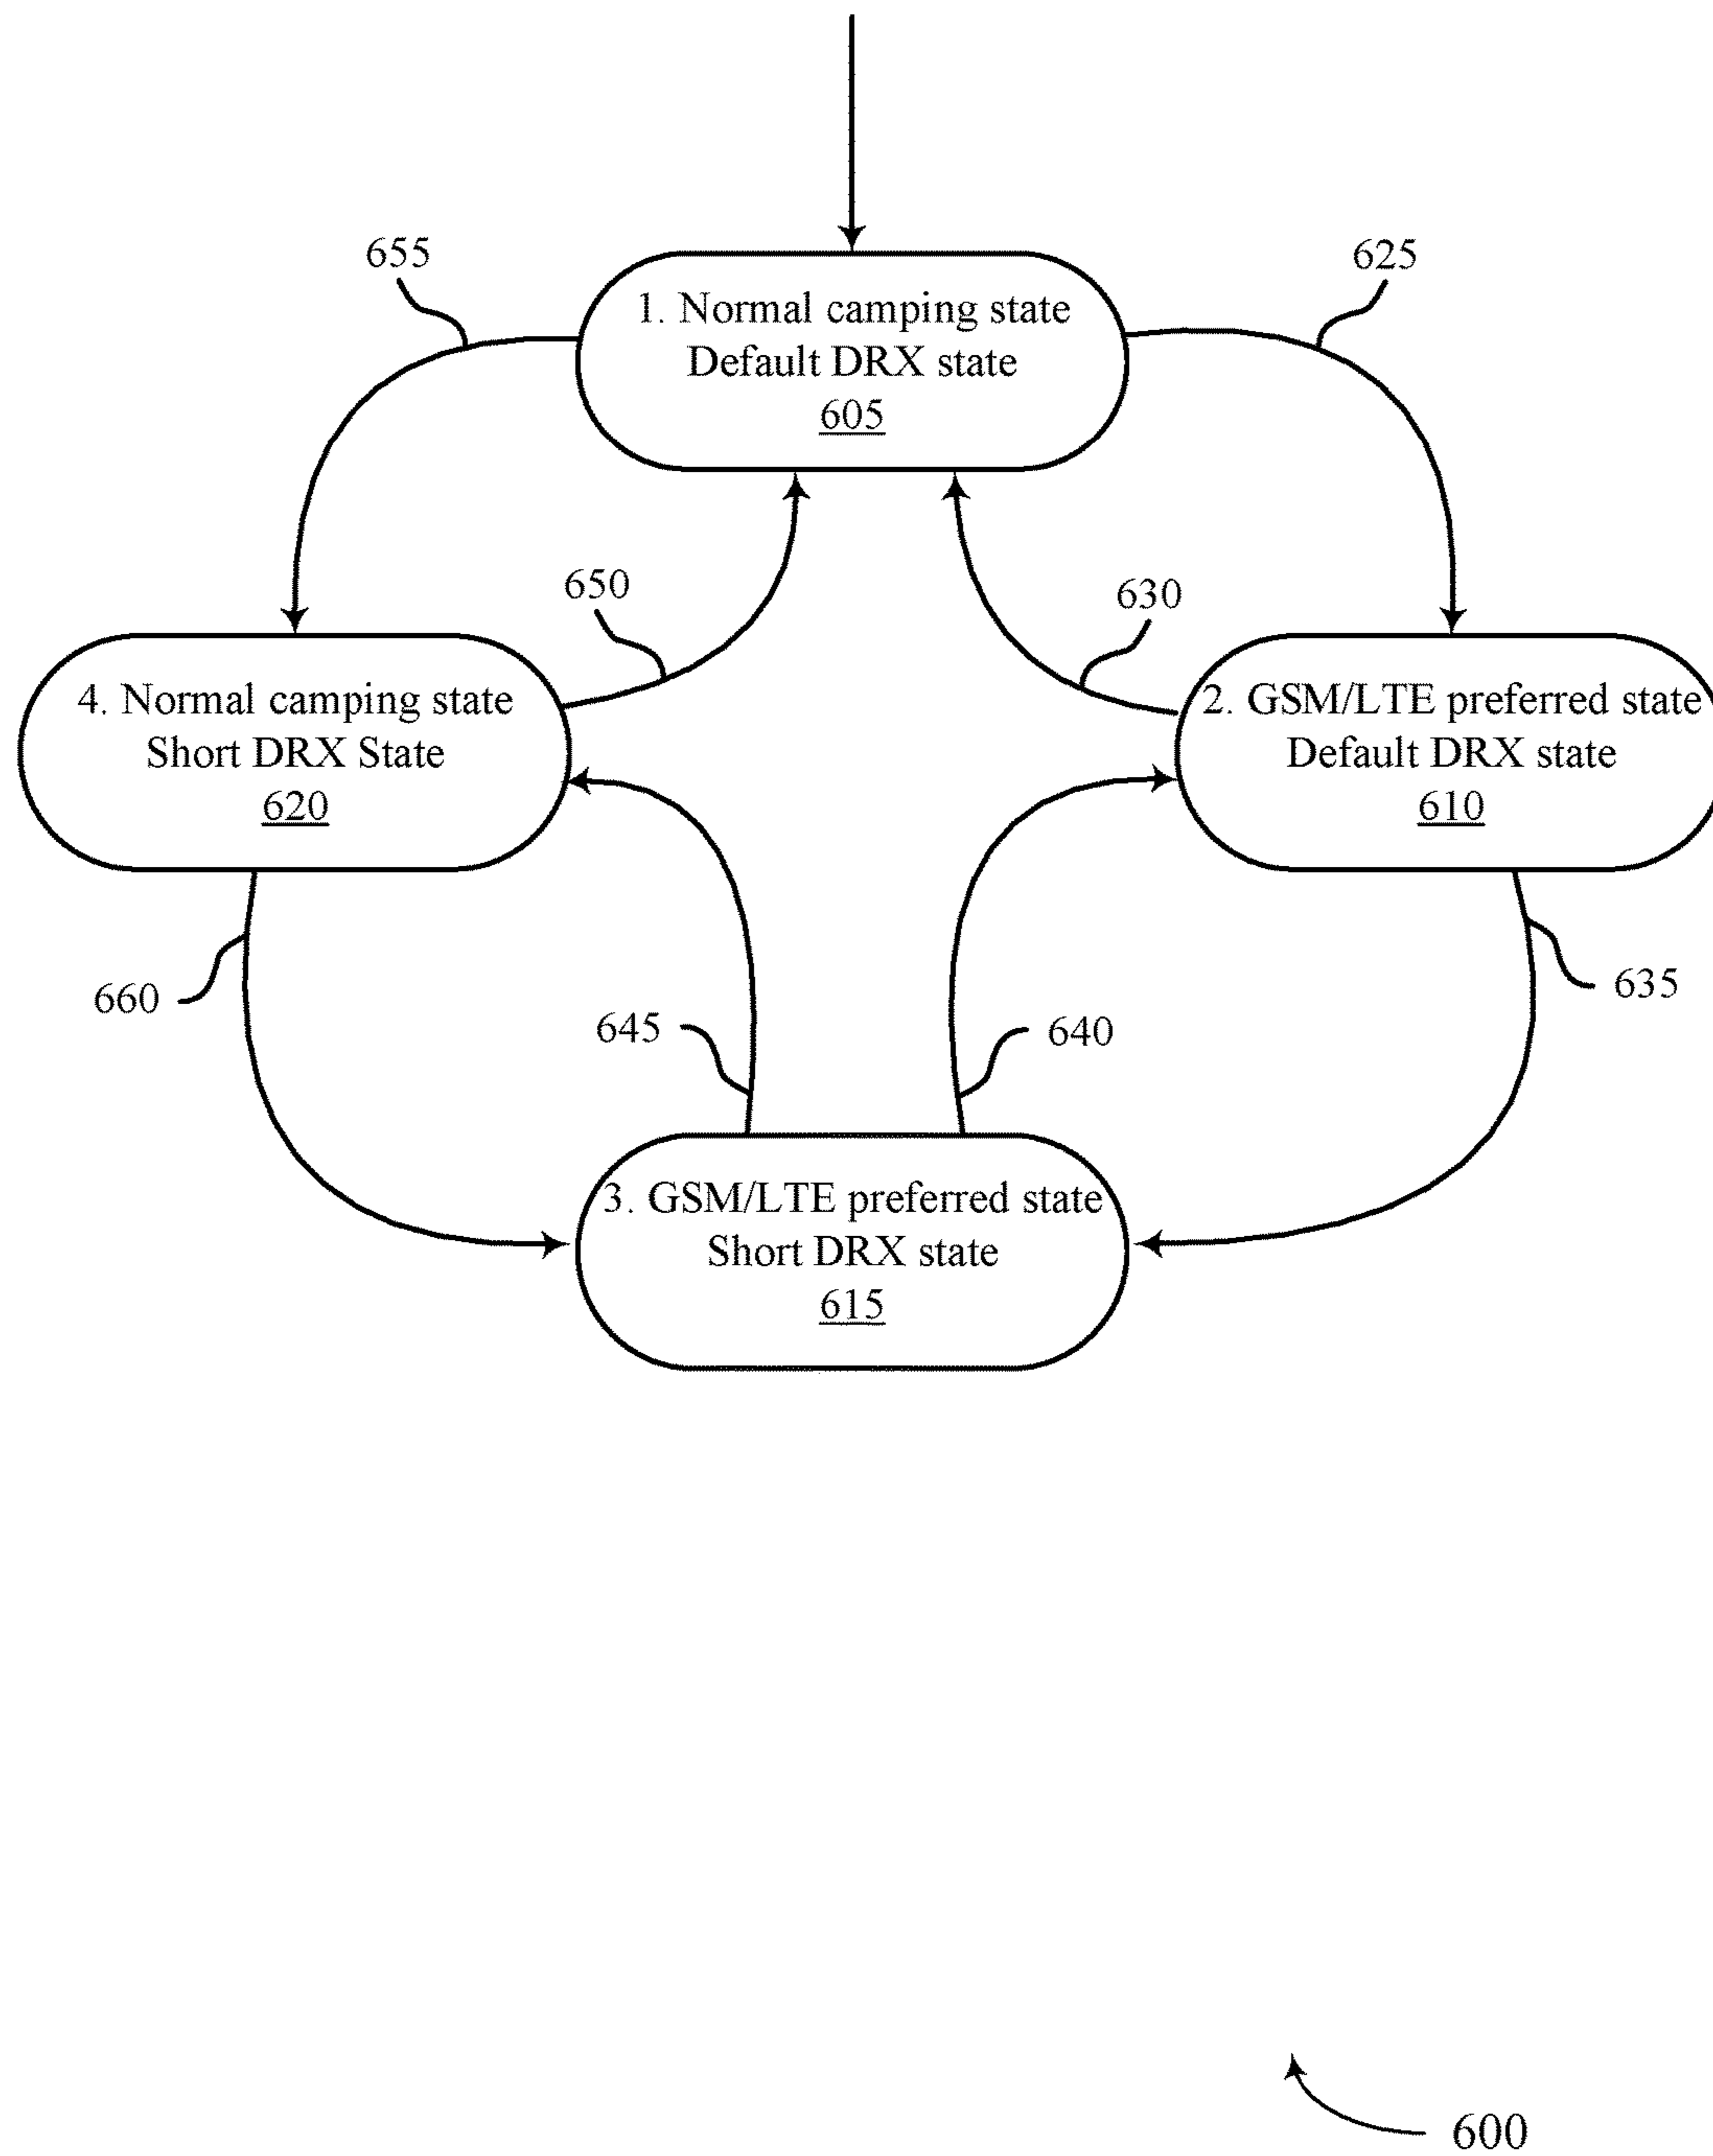 655
625
1. Normal camping state
Default DRX state
605
650
630
4. Normal camping state
Short DRX State
620
2. GSM/LTE preferred state
Default DRX state
610
660
635
645
640
3. GSM/LTE preferred state
Short DRX state
615
600